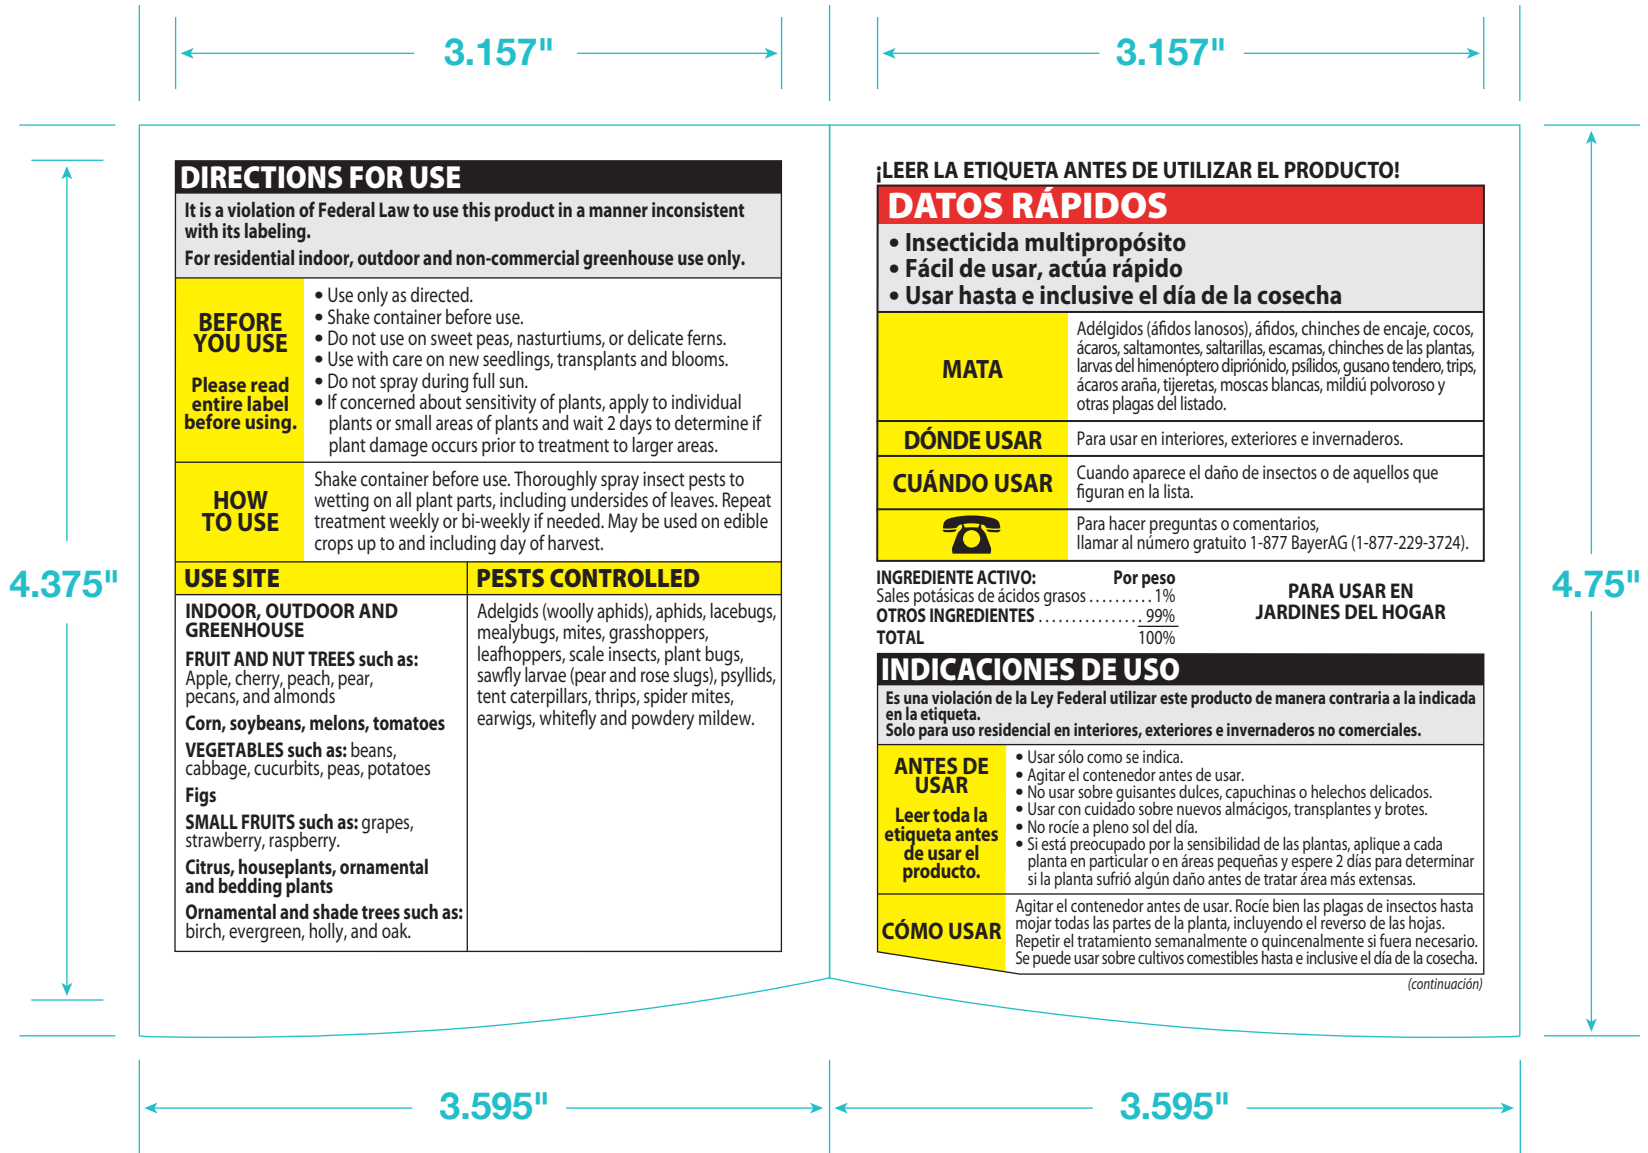 3.157"
3.157"
DIRECTIONS FOR USE
It is a violation of Federal Law to use this product in a manner inconsistent
with its labeling.
For residential indoor, outdoor and non-commercial greenhouse use only.
BEFORE
YOU USE
Please read
entire label
before using.
• Use only as directed.
• Shake container before use.
• Do not use on sweet peas, nasturtiums, or delicate ferns.
• Use with care on new seedlings, transplants and blooms.
• Do not spray during full sun.
• If concerned about sensitivity of plants, apply to individual
plants or small areas of plants and wait 2 days to determine if
plant damage occurs prior to treatment to larger areas.
HOW
TO USE
Shake container before use. Thoroughly spray insect pests to
wetting on all plant parts, including undersides of leaves. Repeat
treatment weekly or bi-weekly if needed. May be used on edible
crops up to and including day of harvest.
USE SITE
PESTS CONTROLLED
INDOOR, OUTDOOR AND
GREENHOUSE
FRUIT AND NUT TREES such as:
Apple, cherry, peach, pear,
pecans, and almonds
Corn, soybeans, melons, tomatoes
VEGETABLES such as: beans,
cabbage, cucurbits, peas, potatoes
Figs
SMALL FRUITS such as: grapes,
strawberry, raspberry.
Citrus, houseplants, ornamental
and bedding plants
Ornamental and shade trees such as:
birch, evergreen, holly, and oak.
Adelgids (woolly aphids), aphids, lacebugs,
mealybugs, mites, grasshoppers,
leafhoppers, scale insects, plant bugs,
sawfly larvae (pear and rose slugs), psyllids,
tent caterpillars, thrips, spider mites,
earwigs, whitefly and powdery mildew.
4.375"
¡LEER LA ETIQUETA ANTES DE UTILIZAR EL PRODUCTO!
DATOS RÁPIDOS
• Insecticida multipropósito
• Fácil de usar, actúa rápido
• Usar hasta e inclusive el día de la cosecha
MATA
Adélgidos (áfidos lanosos), áfidos, chinches de encaje, cocos,
ácaros, saltamontes, saltarillas, escamas, chinches de las plantas,
larvas del himenóptero dipriónido, psílidos, gusano tendero, trips,
ácaros araña, tijeretas, moscas blancas, mildiú polvoroso y
otras plagas del listado.
DÓNDE USAR
Para usar en interiores, exteriores e invernaderos.
CUÁNDO USAR
Cuando aparece el daño de insectos o de aquellos que
figuran en la lista.
Para hacer preguntas o comentarios,
llamar al número gratuito 1-877 BayerAG (1-877-229-3724).
INGREDIENTE ACTIVO: Por peso
Sales potásicas de ácidos grasos . . . . . . . . . . 1%
OTROS INGREDIENTES . . . . . . . . . . . . . . . . 99%
TOTAL 100%
PARA USAR EN
JARDINES DEL HOGAR
INDICACIONES DE USO
Es una violación de la Ley Federal utilizar este producto de manera contraria a la indicada
en la etiqueta.
Solo para uso residencial en interiores, exteriores e invernaderos no comerciales.
ANTES DE
USAR
Leer toda la
etiqueta antes
de usar el
producto.
• Usar sólo como se indica.
• Agitar el contenedor antes de usar.
• No usar sobre guisantes dulces, capuchinas o helechos delicados.
• Usar con cuidado sobre nuevos almácigos, transplantes y brotes.
• No rocíe a pleno sol del día.
• Si está preocupado por la sensibilidad de las plantas, aplique a cada
planta en particular o en áreas pequeñas y espere 2 días para determinar
si la planta sufrió algún daño antes de tratar área más extensas.
CÓMO USAR
Agitar el contenedor antes de usar. Rocíe bien las plagas de insectos hasta
mojar todas las partes de la planta, incluyendo el reverso de las hojas.
Repetir el tratamiento semanalmente o quincenalmente si fuera necesario.
Se puede usar sobre cultivos comestibles hasta e inclusive el día de la cosecha.
(continuación)
4.75"
3.595"
3.595"